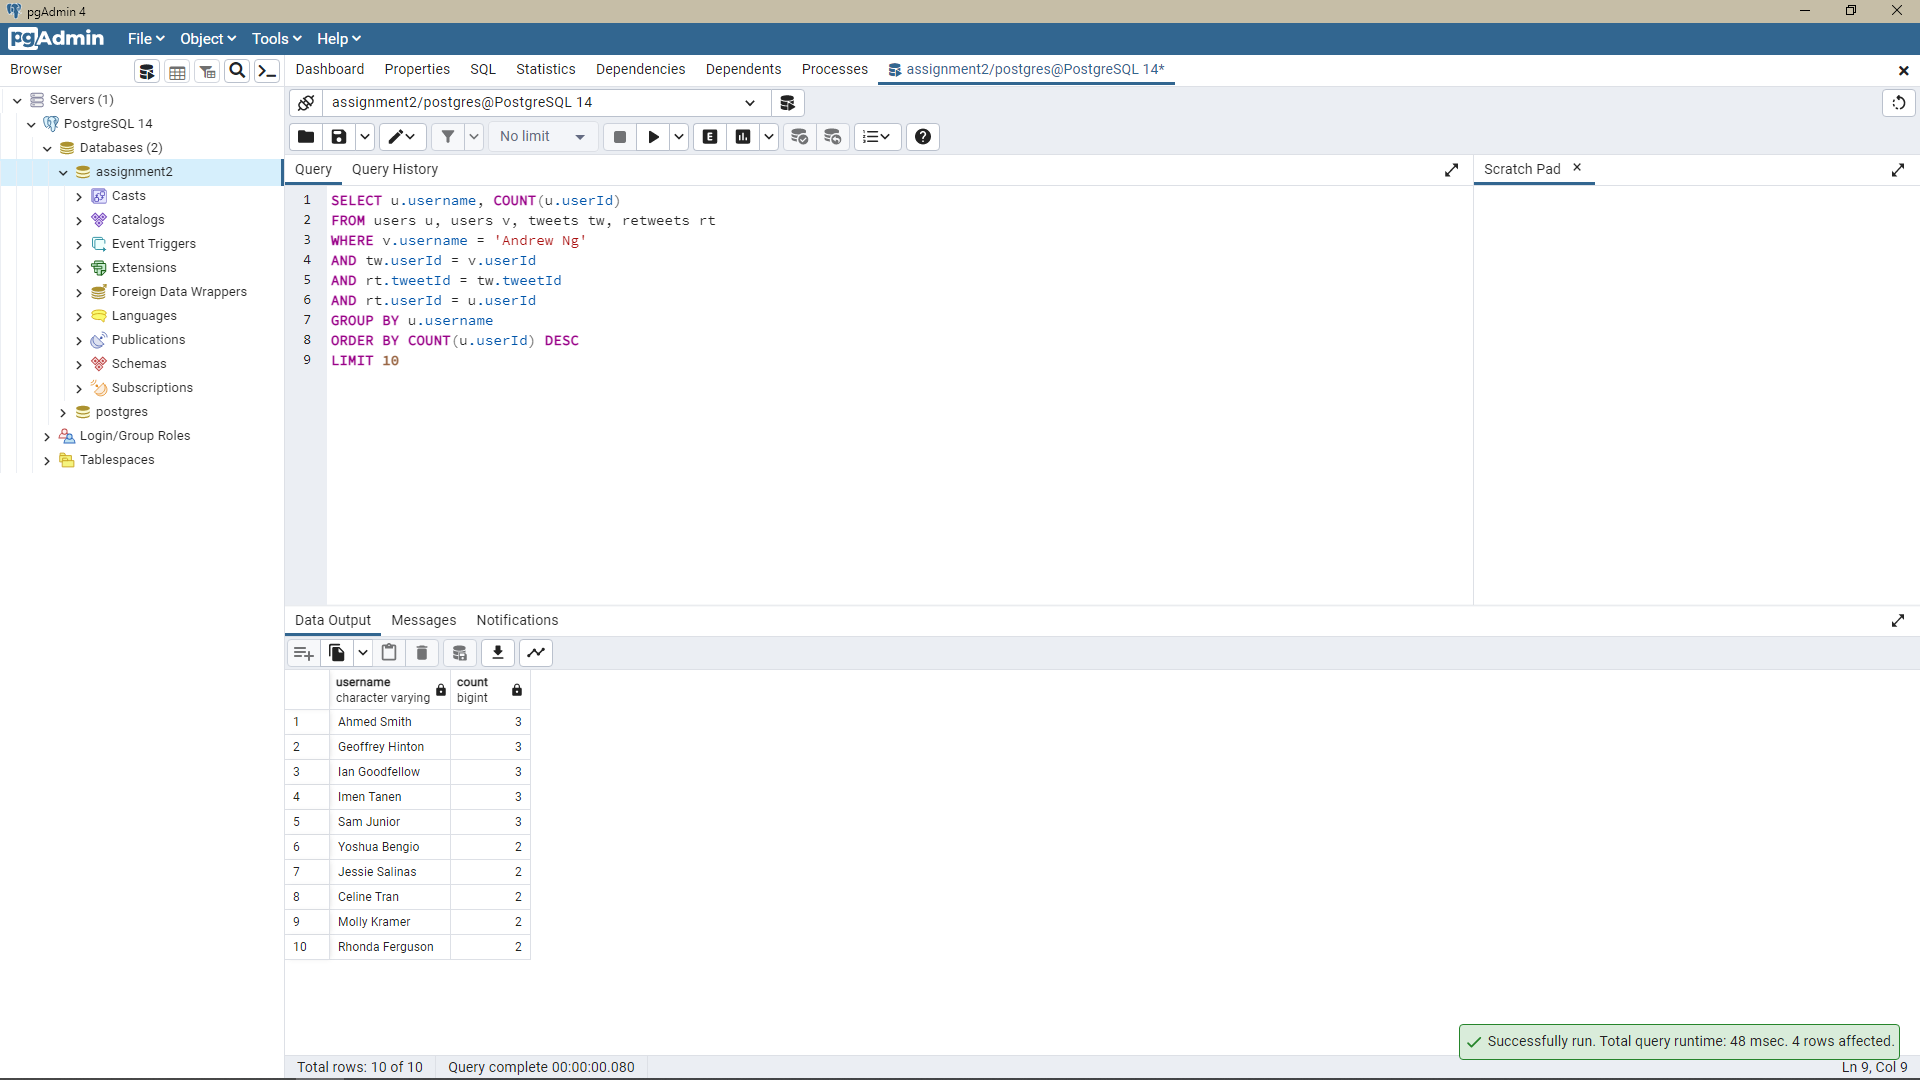 pgAdmin 4
pgAdmin File Object Tools Help
Browser
Dashboard Properties SQL Statistics Dependencies Dependents Processes assignment2/postgres@PostgreSQL 14*
Servers (1)
PostgreSQL 14
Databases (2)
assignment2
Casts
Catalogs
Event Triggers
Extensions
Foreign Data Wrappers
Languages
Publications
Schemas
Subscriptions
postgres
Login/Group Roles
Tablespaces
assignment2/postgres@PostgreSQL 14
No limit
E
Query Query History
Scratch Pad
1 SELECT u.username, COUNT(u.userId)
2 FROM users u, users v, tweets tw, retweets rt
3 WHERE v.username = 'Andrew Ng'
4 AND tw.userId = v.userId
5 AND rt.tweetId = tw.tweetId
6 AND rt.userId = u.userId
7 GROUP BY u.username
8 ORDER BY COUNT(u.userId) DESC
9 LIMIT 10
Data Output Messages Notifications
username count
character varying bigint
1 Ahmed Smith 3
2 Geoffrey Hinton 3
3 Ian Goodfellow 3
4 Imen Tanen 3
5 Sam Junior 3
6 Yoshua Bengio 2
7 Jessie Salinas 2
8 Celine Tran 2
9 Molly Kramer 2
10 Rhonda Ferguson 2
Successfully run. Total query runtime: 48 msec. 4 rows affected.
Total rows: 10 of 10 Query complete 00:00:00.080 Ln 9, Col 9